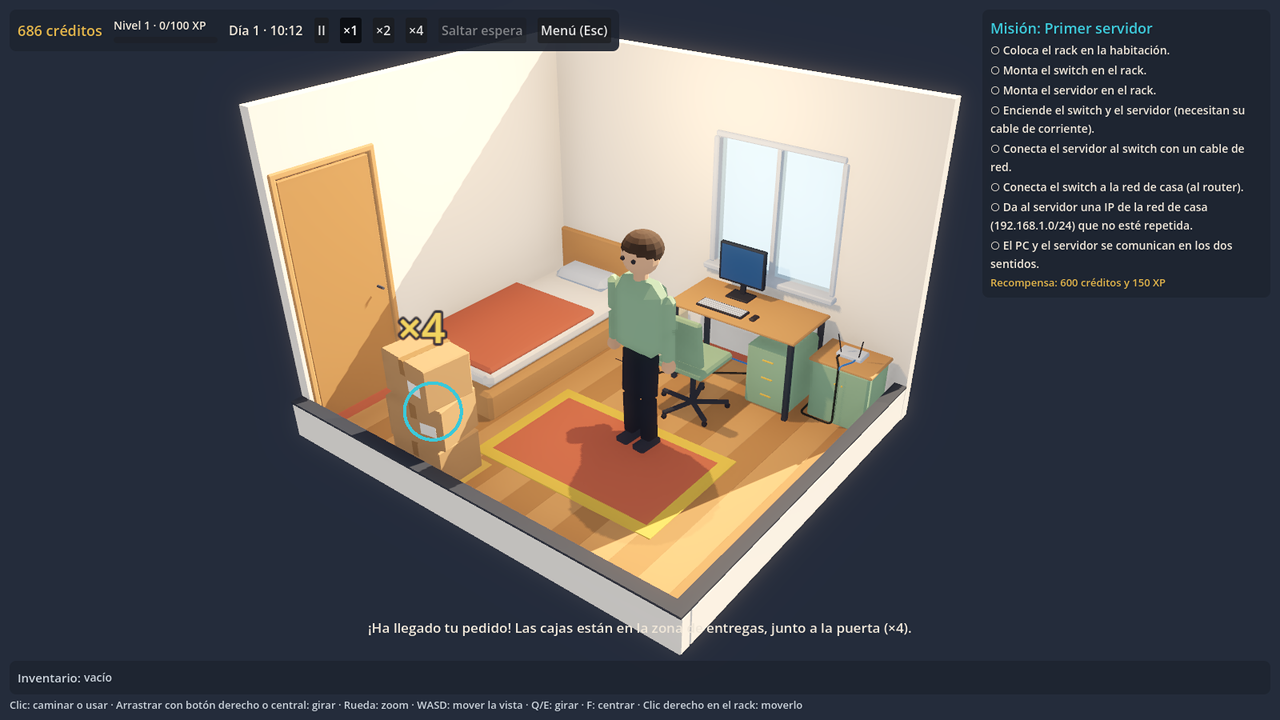 686 créditos
Nivel 1 · 0/100 XP
Día 1 · 10:12
II
×1
×2
×4
Saltar espera
Menú (Esc)
Misión: Primer servidor
○ Coloca el rack en la habitación.
○ Monta el switch en el rack.
○ Monta el servidor en el rack.
○ Enciende el switch y el servidor (necesitan su
cable de corriente).
○ Conecta el servidor al switch con un cable de
red.
○ Conecta el switch a la red de casa (al router).
○ Da al servidor una IP de la red de casa
(192.168.1.0/24) que no esté repetida.
○ El PC y el servidor se comunican en los dos
sentidos.
Recompensa: 600 créditos y 150 XP
×4
¡Ha llegado tu pedido! Las cajas están en la zona de entregas, junto a la puerta (×4).
Inventario: vacío
Clic: caminar o usar · Arrastrar con botón derecho o central: girar · Rueda: zoom · WASD: mover la vista · Q/E: girar · F: centrar · Clic derecho en el rack: moverlo